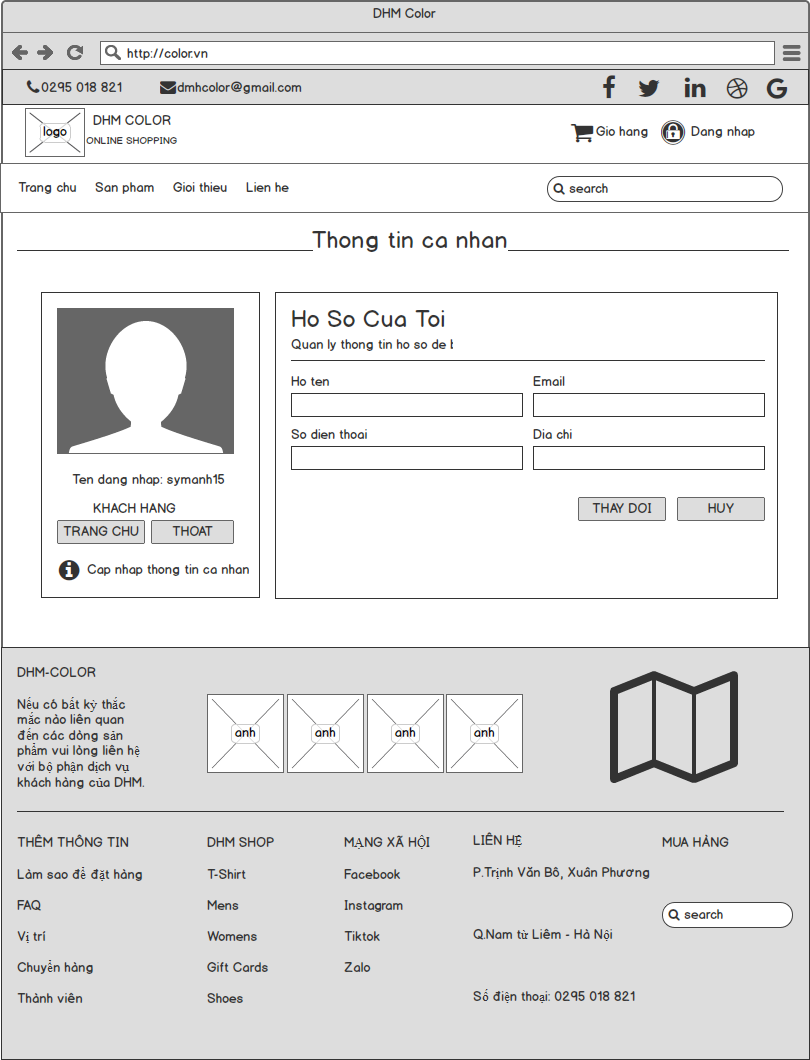 DHM Color
http://color.vn
0295 018 821
dmhcolor@gmail.com
logo
DHM COLOR
ONLINE SHOPPING
Gio hang
Dang nhap
Trang chu
San pham
Gioi thieu
Lien he
search
Thong tin ca nhan
Ten dang nhap: symanh15
KHACH HANG
TRANG CHU
THOAT
Cap nhap thong tin ca nhan
Ho So Cua Toi
Quan ly thong tin ho so de
Ho ten
Email
So dien thoai
Dia chi
THAY DOI
HUY
DHM-COLOR
Nếu có bất kỳ thắc
mắc nào liên quan
đến các dòng sản
phẩm vui lòng liên hệ
với bộ phận dịch vụ
khách hàng của DHM.
anh
anh
anh
anh
THÊM THÔNG TIN
Làm sao để đặt hàng
FAQ
Vị trí
Chuyển hàng
Thành viên
DHM SHOP
T-Shirt
Mens
Womens
Gift Cards
Shoes
MẠNG XÃ HỘI
Facebook
Instagram
Tiktok
Zalo
LIÊN HỆ
P.Trịnh Văn Bô, Xuân Phương
Q.Nam từ Liêm - Hà Nội
Số điện thoại: 0295 018 821
MUA HÀNG
search